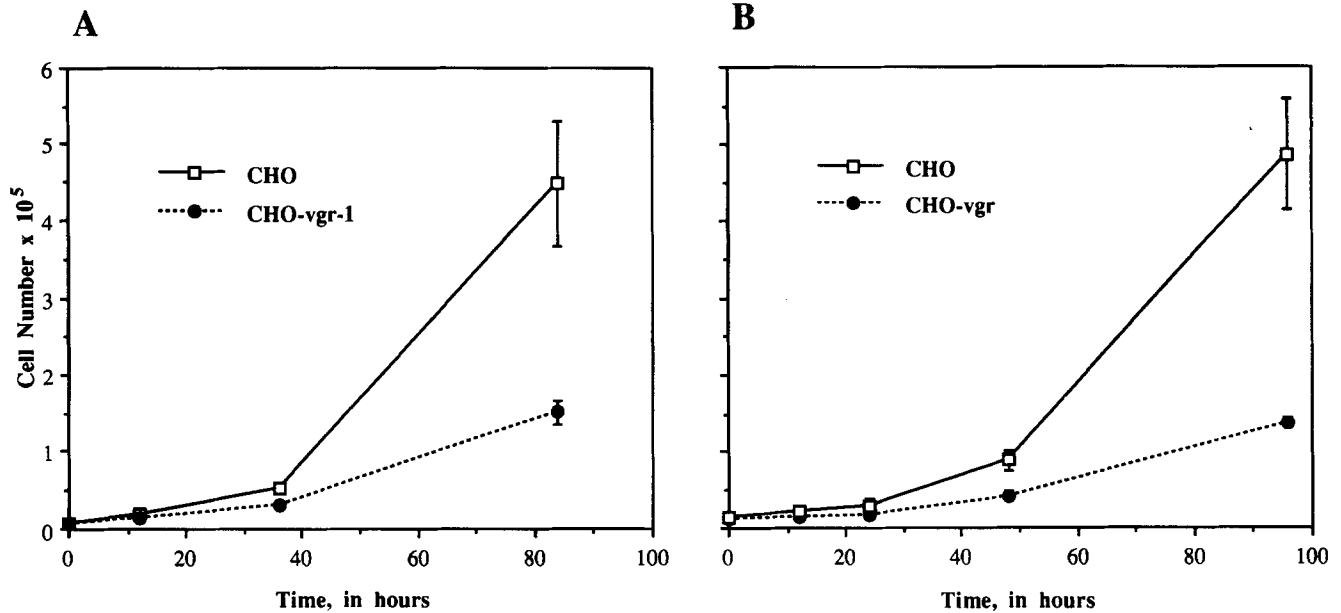 A
B
6
5
4
3
2
1
0
Cell Number x 10^5
CHO
CHO-vgr-1
CHO
CHO-vgr
0 20 40 60 80 100
0 20 40 60 80 100
Time, in hours
Time, in hours